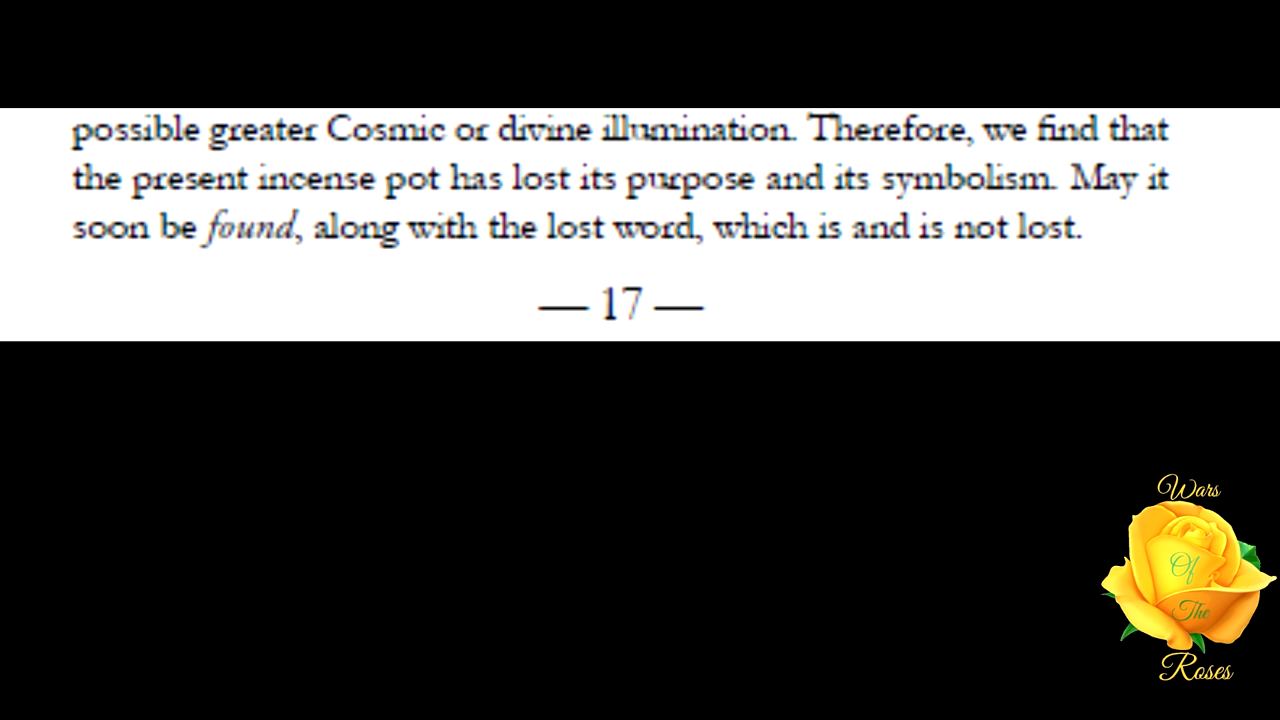 possible greater Cosmic or divine illumination. Therefore, we find that
the present incense pot has lost its purpose and its symbolism. May it
soon be found, along with the lost word, which is and is not lost.
— 17 —
Wars
Of
The
Roses